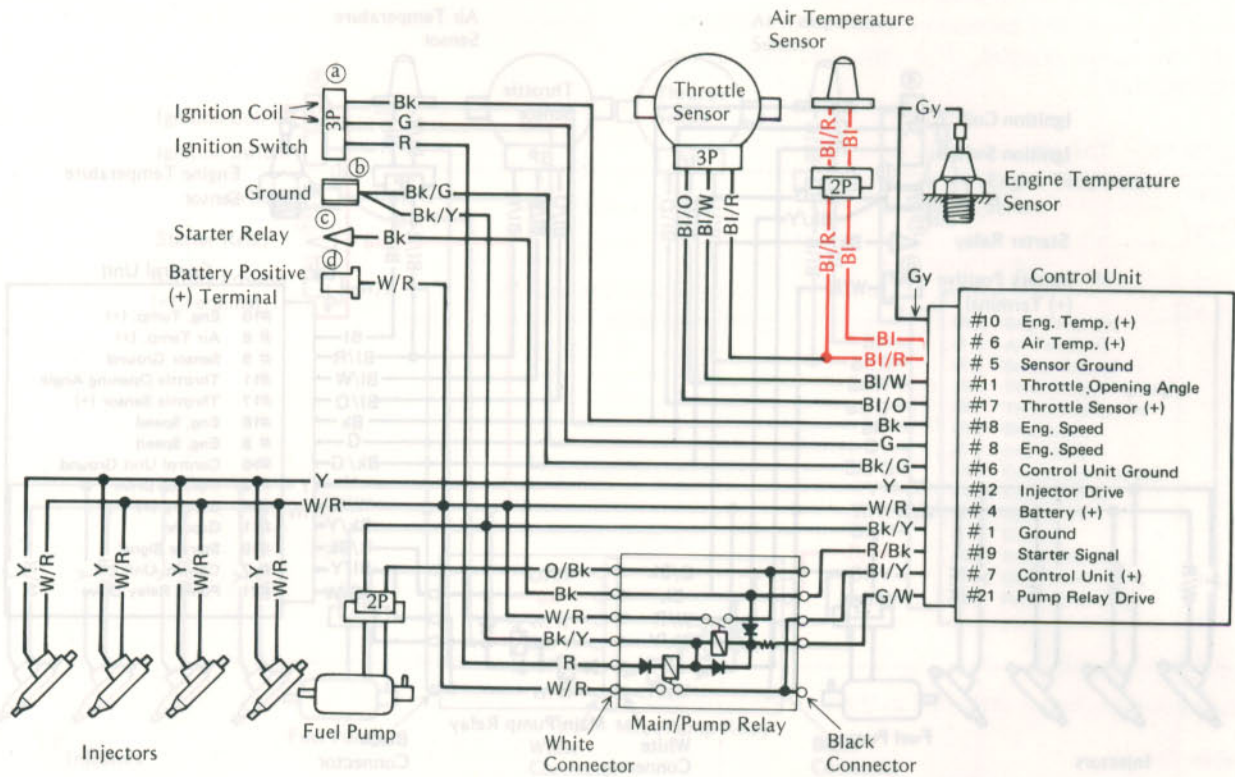 Air Temperature
Sensor
ⓐ
Ignition Coil
Ignition Switch
3P
Bk
G
R
Throttle
Sensor
3P
Bl/R
Bl
2P
Gy
Engine Temperature
Sensor
ⓑ
Ground
Bk/G
Bk/Y
ⓒ
Starter Relay
Bk
ⓓ
Battery Positive
(+) Terminal
W/R
Bl/O
Bl/W
Bl/R
Bl/R
Bl
Gy
Control Unit
#10 Eng. Temp. (+)
Bl # 6 Air Temp. (+)
Bl/R # 5 Sensor Ground
Bl/W #11 Throttle Opening Angle
Bl/O #17 Throttle Sensor (+)
Bk #18 Eng. Speed
G # 8 Eng. Speed
Bk/G #16 Control Unit Ground
Y Y #12 Injector Drive
W/R W/R # 4 Battery (+)
Bk/Y # 1 Ground
R/Bk #19 Starter Signal
Bl/Y # 7 Control Unit (+)
G/W #21 Pump Relay Drive
Y W/R Y W/R Y W/R Y W/R
2P
O/Bk
Bk
W/R
Bk/Y
R
W/R
Injectors
Fuel Pump
Main/Pump Relay
White
Connector
Black
Connector